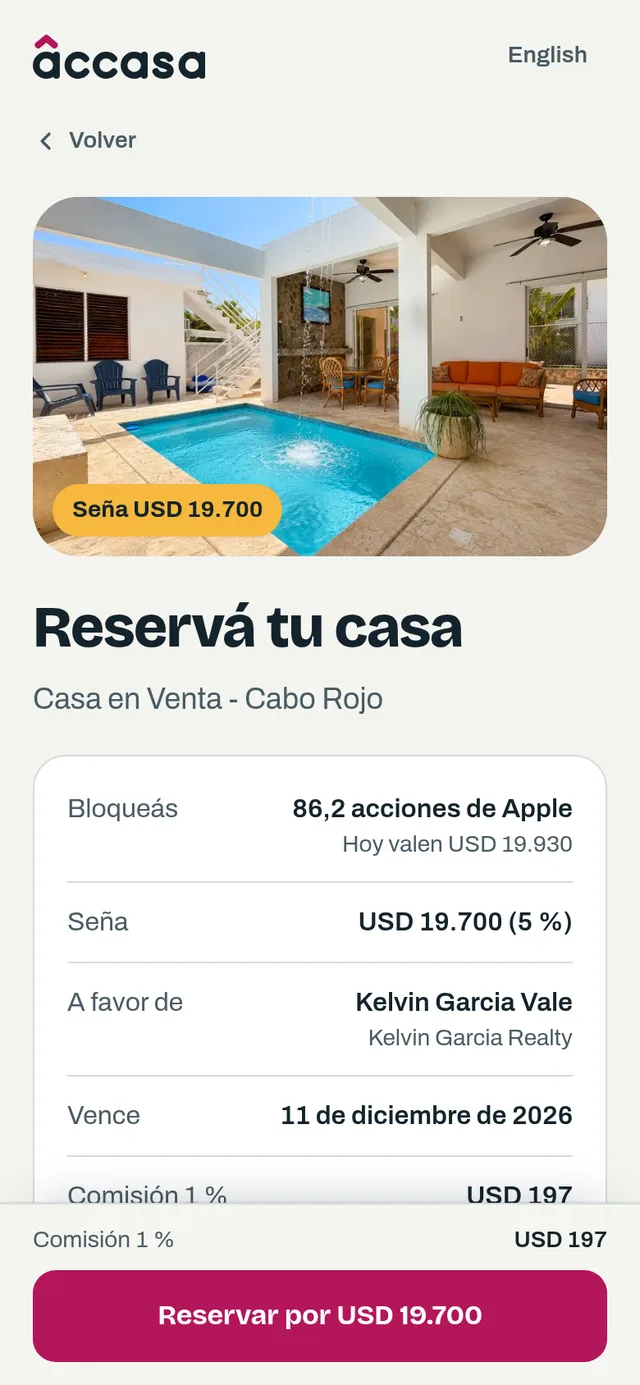 accasa
English
Volver
Seña USD 19.700
Reservá tu casa
Casa en Venta - Cabo Rojo
Bloqueás
86,2 acciones de Apple
Hoy valen USD 19.930
Seña
USD 19.700 (5 %)
A favor de
Kelvin Garcia Vale
Kelvin Garcia Realty
Vence
11 de diciembre de 2026
Comisión 1 %
USD 197
Comisión 1 %
USD 197
Reservar por USD 19.700